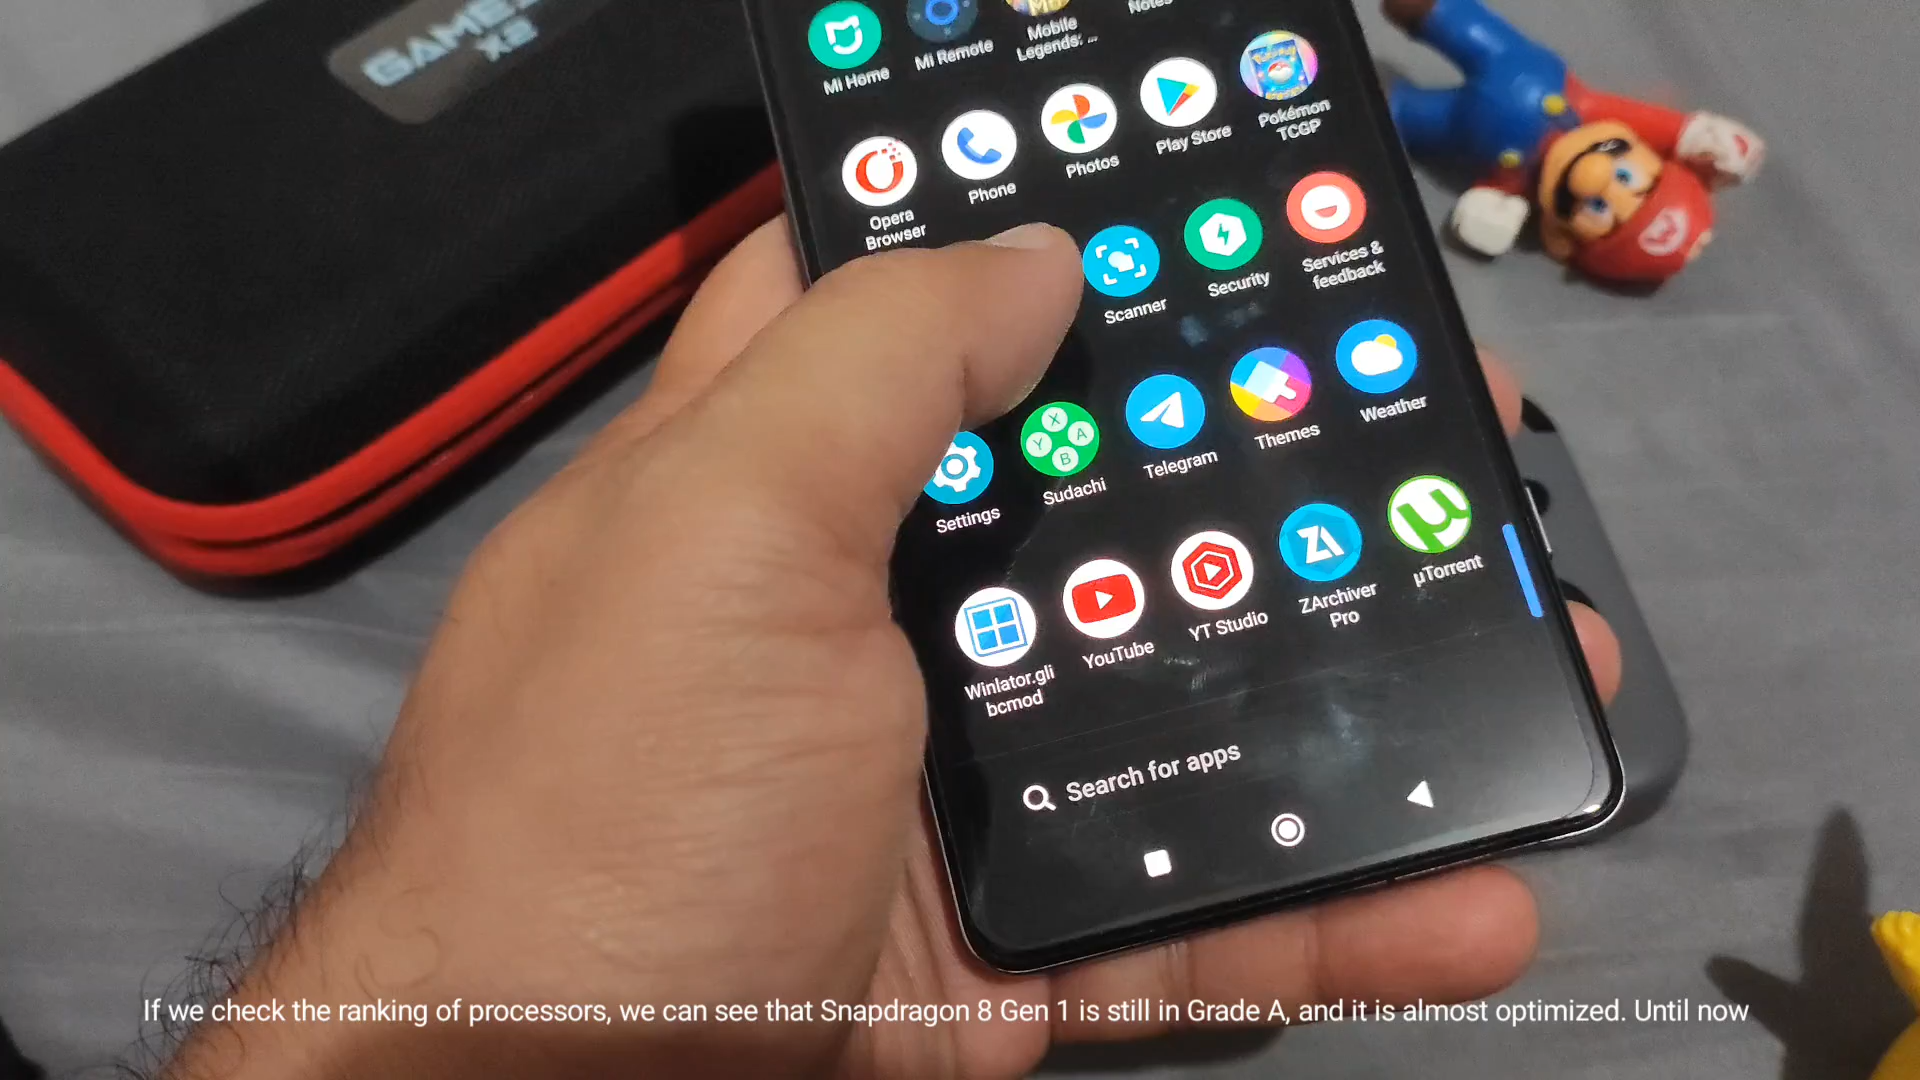 X2
Mi Home
Mi Remote
Mobile
Legends: ...
Notes
Opera
Browser
Phone
Photos
Play Store
Pokémon
TCGP
Scanner
Security
Services &
feedback
Settings
X
Y
A
B
Sudachi
Telegram
Themes
Weather
Winlator.gli
bcmod
YouTube
YT Studio
ZArchiver
Pro
µTorrent
Search for apps
If we check the ranking of processors, we can see that Snapdragon 8 Gen 1 is still in Grade A, and it is almost optimized. Until now